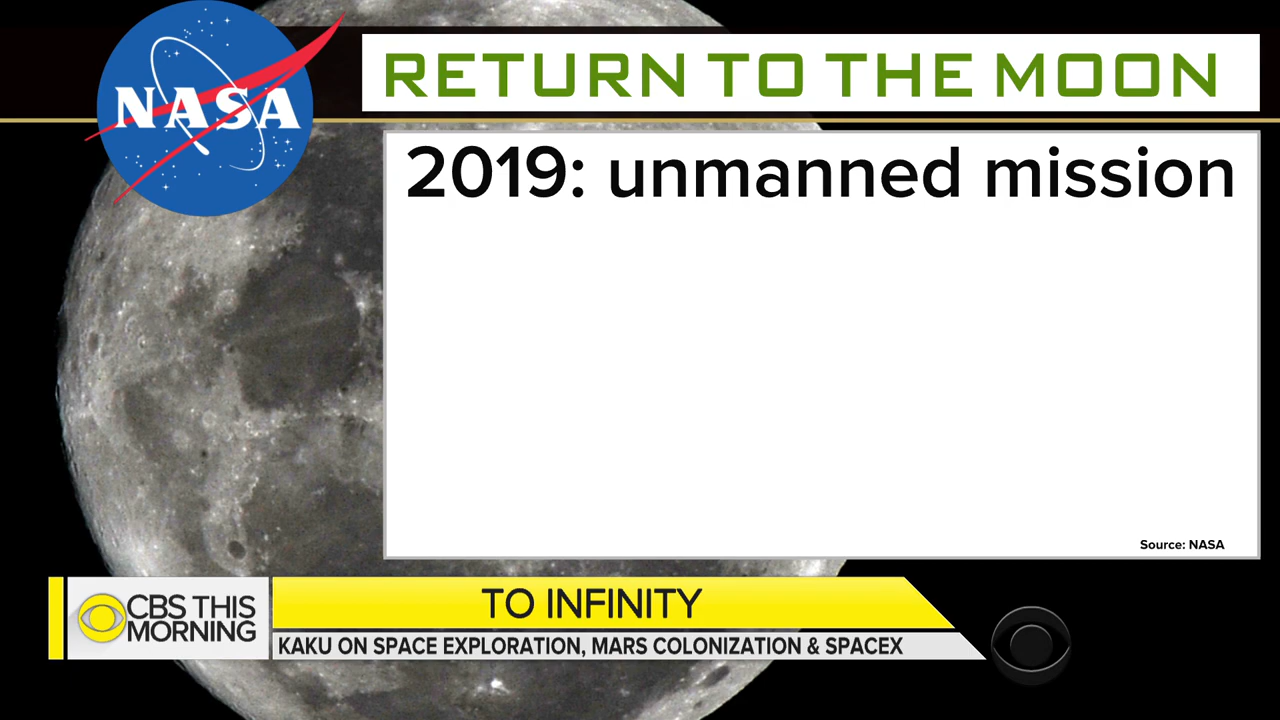 NASA
RETURN TO THE MOON
2019: unmanned mission
Source: NASA
CBS THIS
MORNING
TO INFINITY
KAKU ON SPACE EXPLORATION, MARS COLONIZATION & SPACEX